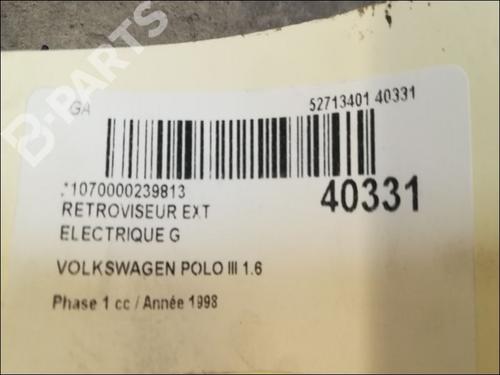 B-PARTS
GA
52713401 40331
*1070000239813
40331
RETROVISEUR EXT
ELECTRIQUE G
VOLKSWAGEN POLO III 1.6
Phase 1 cc / Année 1998